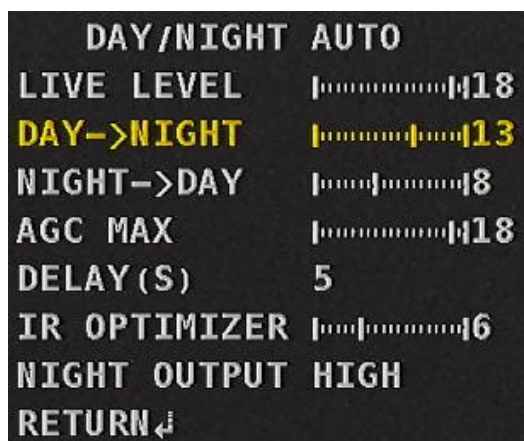 DAY/NIGHT AUTO
LIVE LEVEL 18
DAY->NIGHT 13
NIGHT->DAY 8
AGC MAX 18
DELAY(S) 5
IR OPTIMIZER 6
NIGHT OUTPUT HIGH
RETURN↲